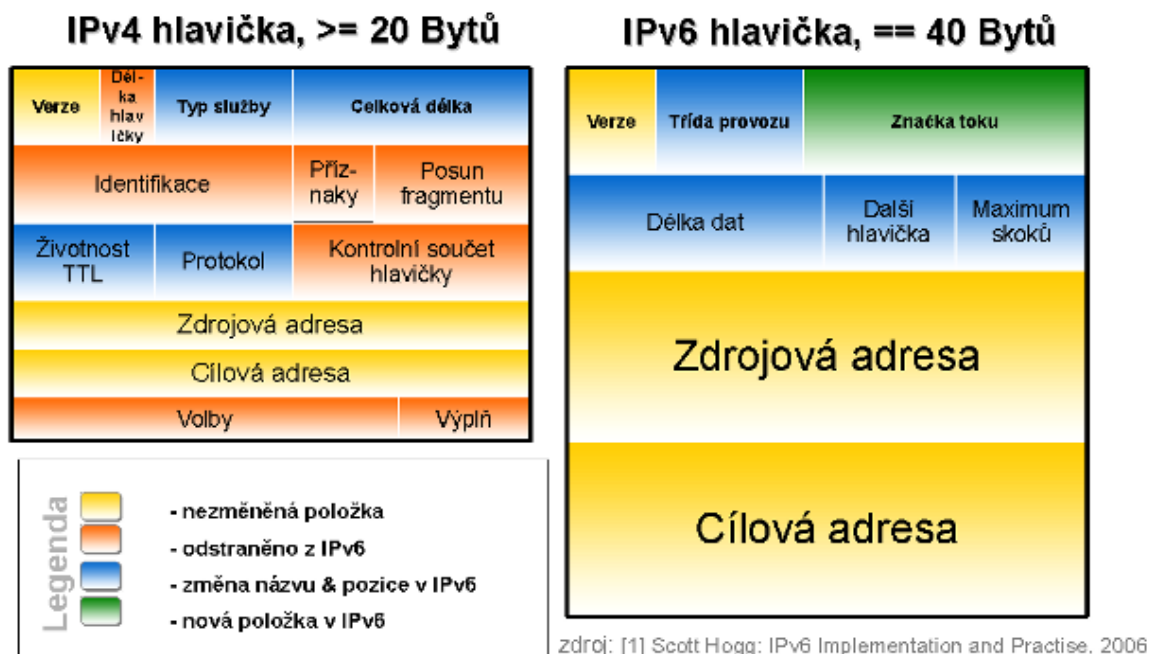 IPv4 hlavička, >= 20 Bytů
Verze
Dél-
ka
hlav
ičky
Typ služby
Celková délka
Identifikace
Příz-
naky
Posun
fragmentu
Životnost
TTL
Protokol
Kontrolní součet
hlavičky
Zdrojová adresa
Cílová adresa
Volby
Výplň
IPv6 hlavička, == 40 Bytů
Verze
Třída provozu
Značka toku
Délka dat
Další
hlavička
Maximum
skoků
Zdrojová adresa
Cílová adresa
Legenda
- nezměněná položka
- odstraněno z IPv6
- změna názvu & pozice v IPv6
- nová položka v IPv6
zdroj: [1] Scott Hogg: IPv6 Implementation and Practise, 2006